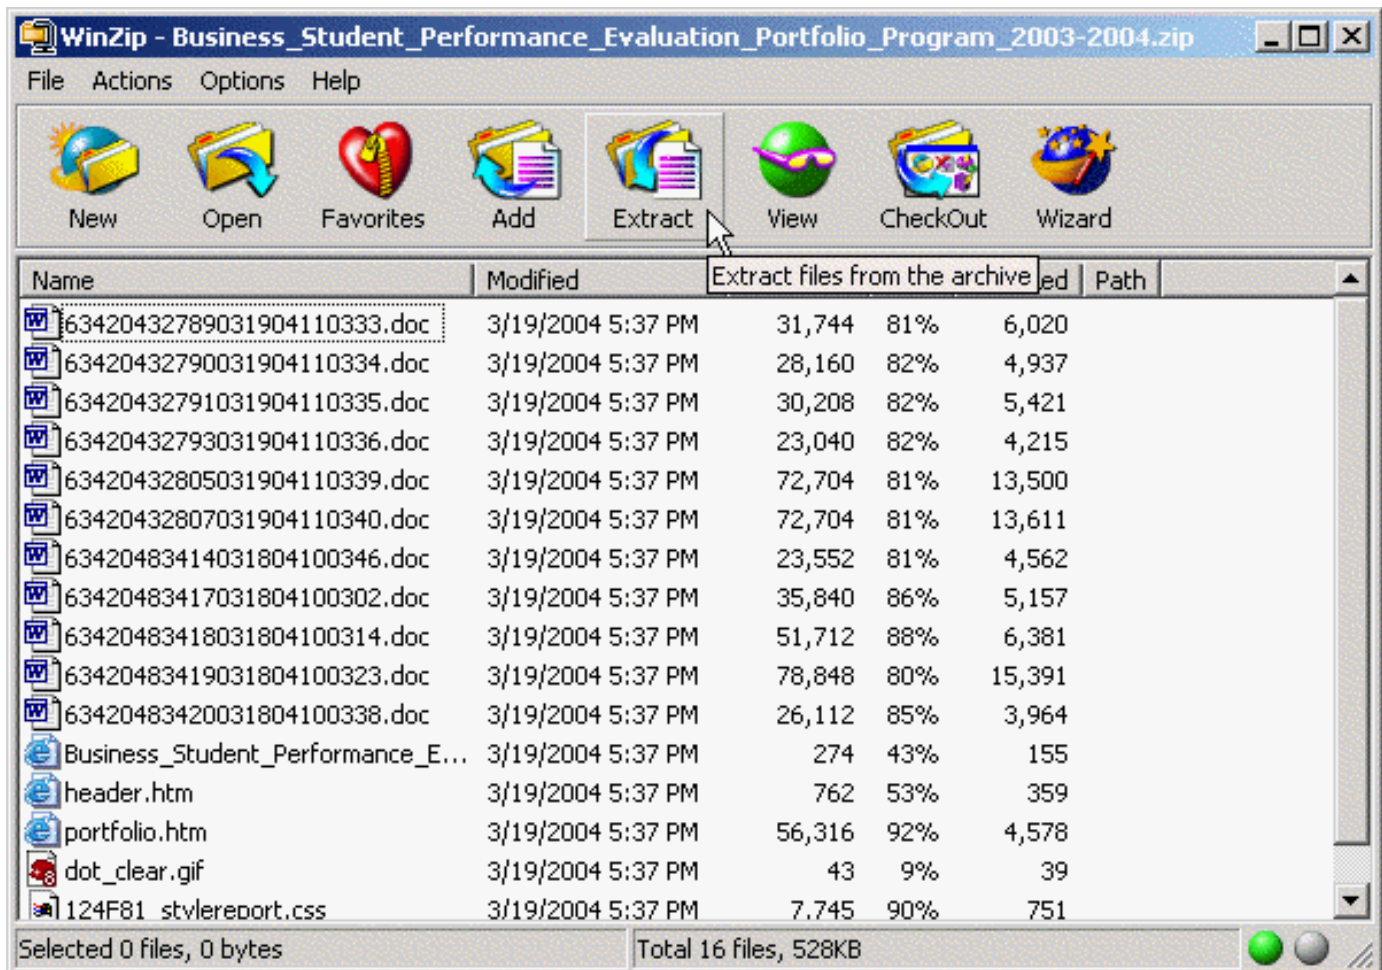 WinZip - Business_Student_Performance_Evaluation_Portfolio_Program_2003-2004.zip
File Actions Options Help
New Open Favorites Add Extract View CheckOut Wizard
Name Modified Extract files from the archive ed Path
63420432789031904110333.doc 3/19/2004 5:37 PM 31,744 81% 6,020
63420432790031904110334.doc 3/19/2004 5:37 PM 28,160 82% 4,937
63420432791031904110335.doc 3/19/2004 5:37 PM 30,208 82% 5,421
63420432793031904110336.doc 3/19/2004 5:37 PM 23,040 82% 4,215
63420432805031904110339.doc 3/19/2004 5:37 PM 72,704 81% 13,500
63420432807031904110340.doc 3/19/2004 5:37 PM 72,704 81% 13,611
634204834140318041003​46.doc 3/19/2004 5:37 PM 23,552 81% 4,562
63420483417031804100302.doc 3/19/2004 5:37 PM 35,840 86% 5,157
63420483418031804100314.doc 3/19/2004 5:37 PM 51,712 88% 6,381
63420483419031804100323.doc 3/19/2004 5:37 PM 78,848 80% 15,391
63420483420031804100338.doc 3/19/2004 5:37 PM 26,112 85% 3,964
Business_Student_Performance_E... 3/19/2004 5:37 PM 274 43% 155
header.htm 3/19/2004 5:37 PM 762 53% 359
portfolio.htm 3/19/2004 5:37 PM 56,316 92% 4,578
dot_clear.gif 3/19/2004 5:37 PM 43 9% 39
124F81_stylereport.css 3/19/2004 5:37 PM 7,745 90% 751
Selected 0 files, 0 bytes Total 16 files, 528KB